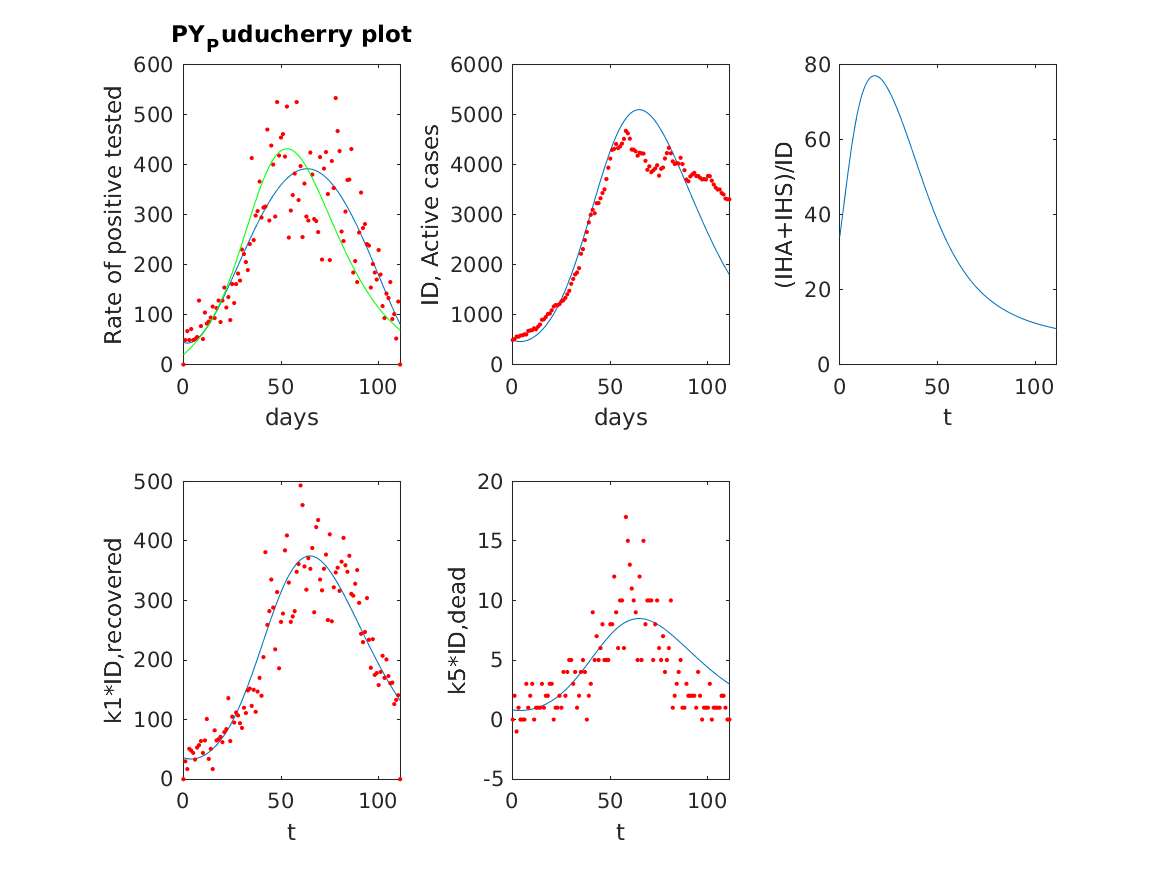 PY_Puducherry plot
600
500
400
300
200
100
0
0 50 100
days
Rate of positive tested
6000
5000
4000
3000
2000
1000
0
0 50 100
days
ID, Active cases
80
60
40
20
0
0 50 100
t
(IHA+IHS)/ID
500
400
300
200
100
0
0 50 100
t
k1*ID,recovered
20
15
10
5
0
-5
0 50 100
t
k5*ID,dead